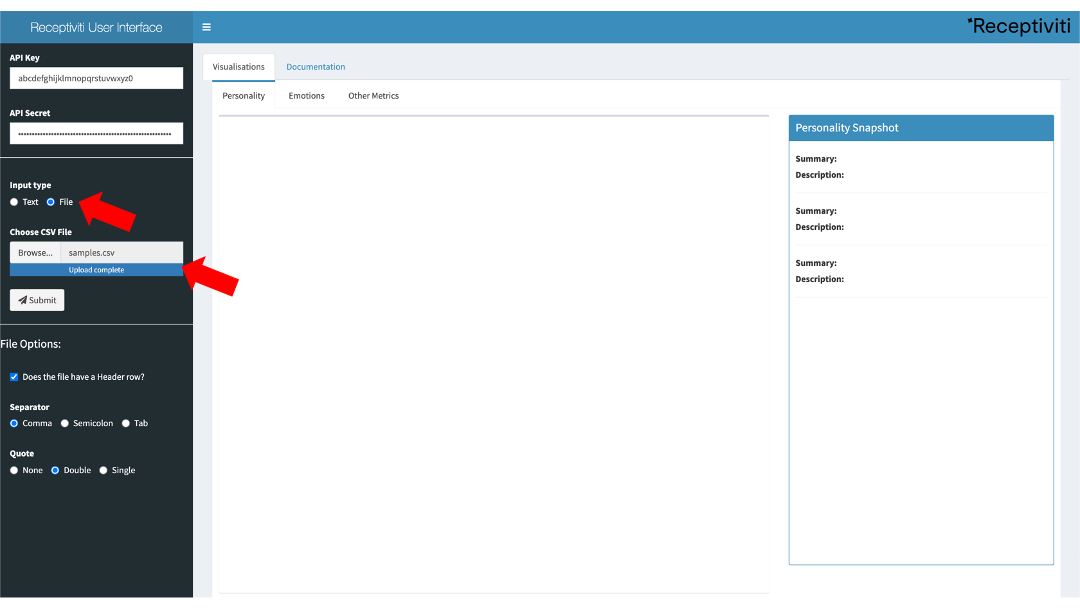 Receptiviti User Interface
Receptiviti
API Key
abcdefghijklmnopqrstuvwxyz0
API Secret
Input type
Text File
Choose CSV File
Browse... samples.csv
Upload complete
Submit
File Options:
Does the file have a Header row?
Separator
Comma Semicolon Tab
Quote
None Double Single
Visualisations Documentation
Personality Emotions Other Metrics
Personality Snapshot
Summary:
Description:
Summary:
Description:
Summary:
Description: